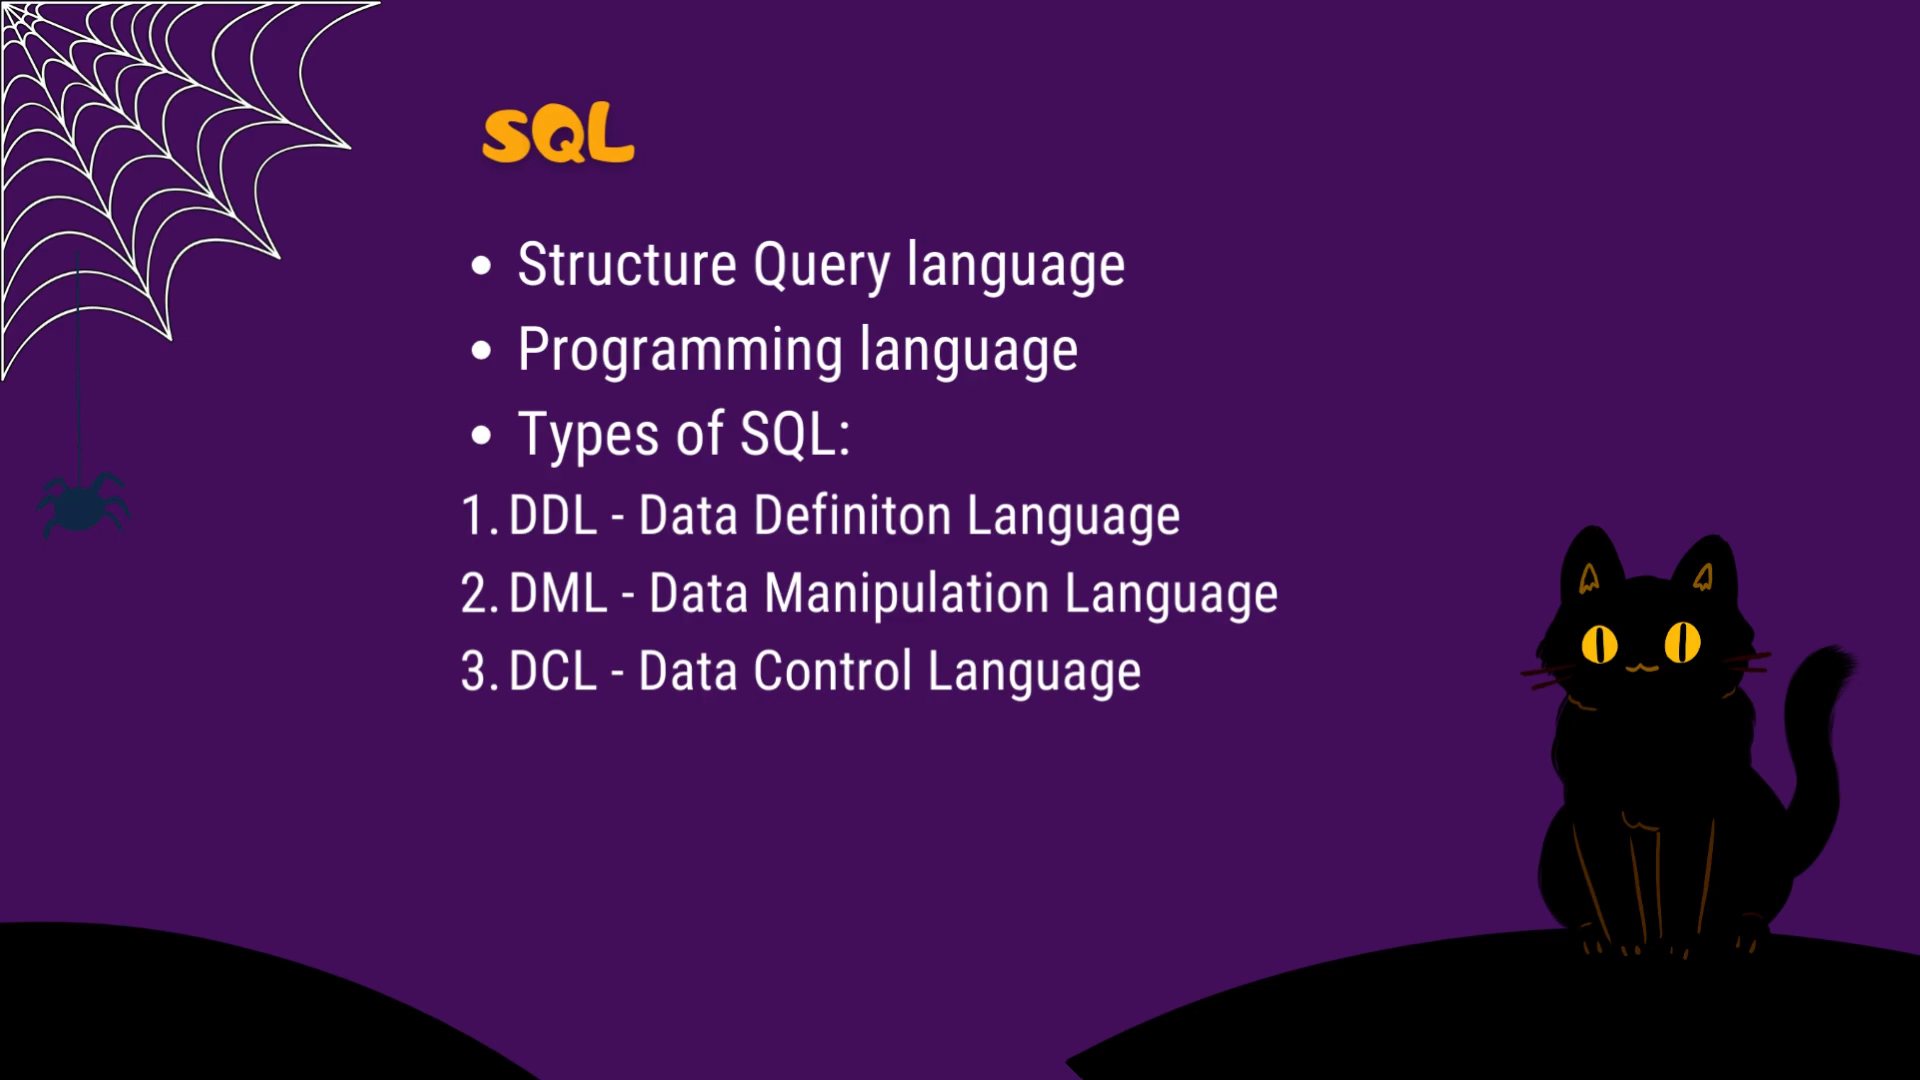 SQL
• Structure Query language
• Programming language
• Types of SQL:
1. DDL - Data Definiton Language
2. DML - Data Manipulation Language
3. DCL - Data Control Language